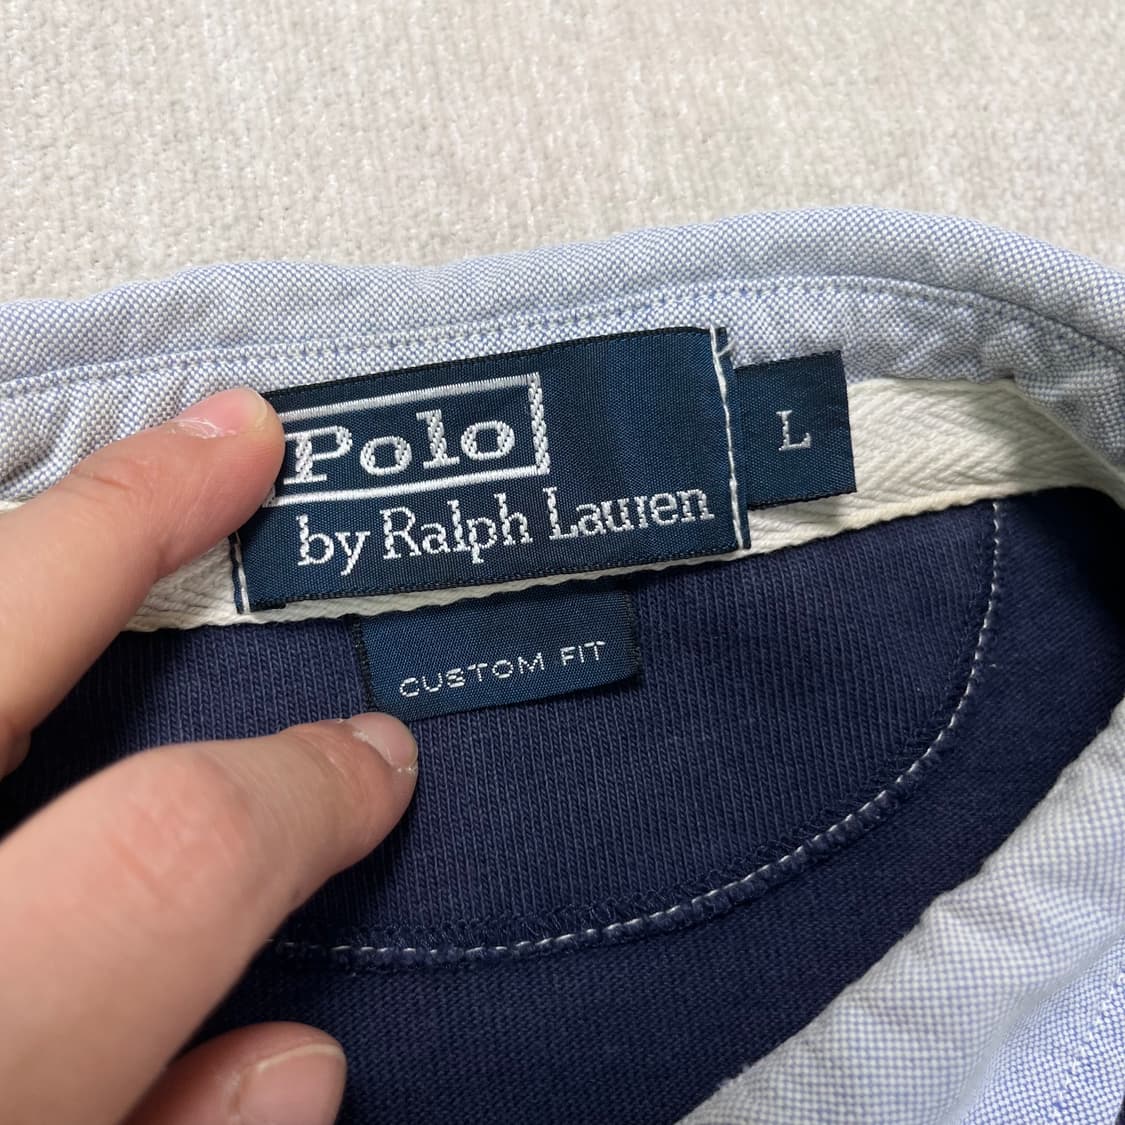 Polo
by Ralph Lauren
L
CUSTOM FIT